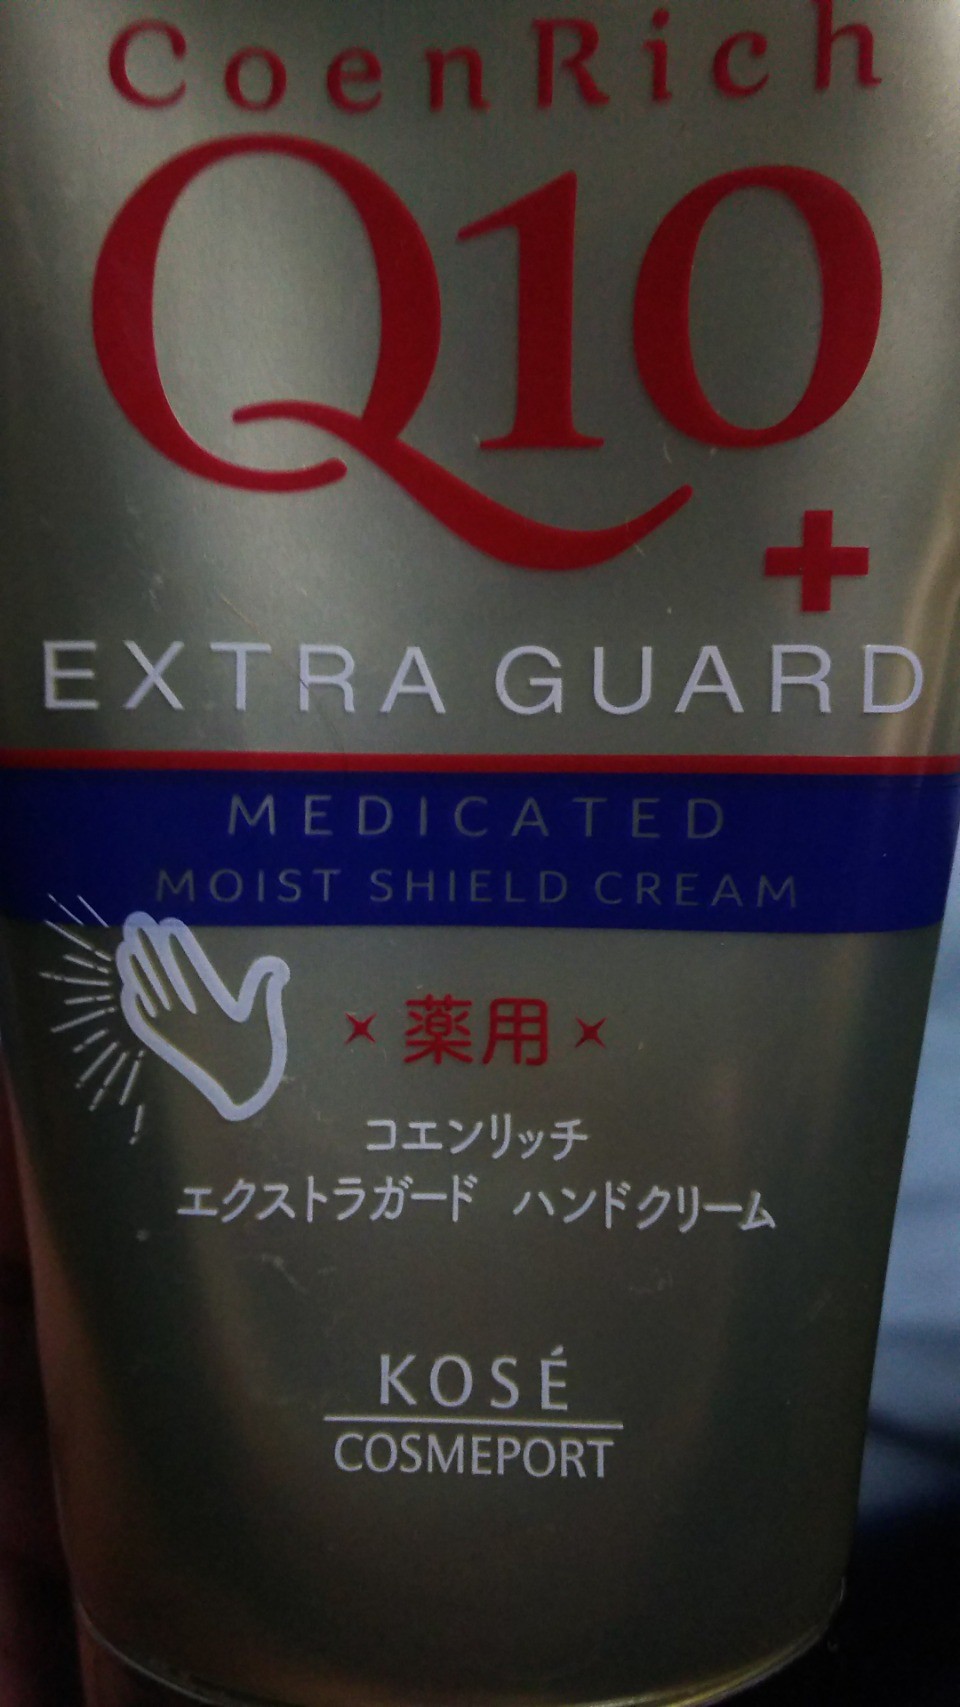 CoenRich
Q10
+
EXTRA GUARD
MEDICATED
MOIST SHIELD CREAM
薬用
コエンリッチ
エクストラガード ハンドクリーム
KOSÉ
COSMEPORT